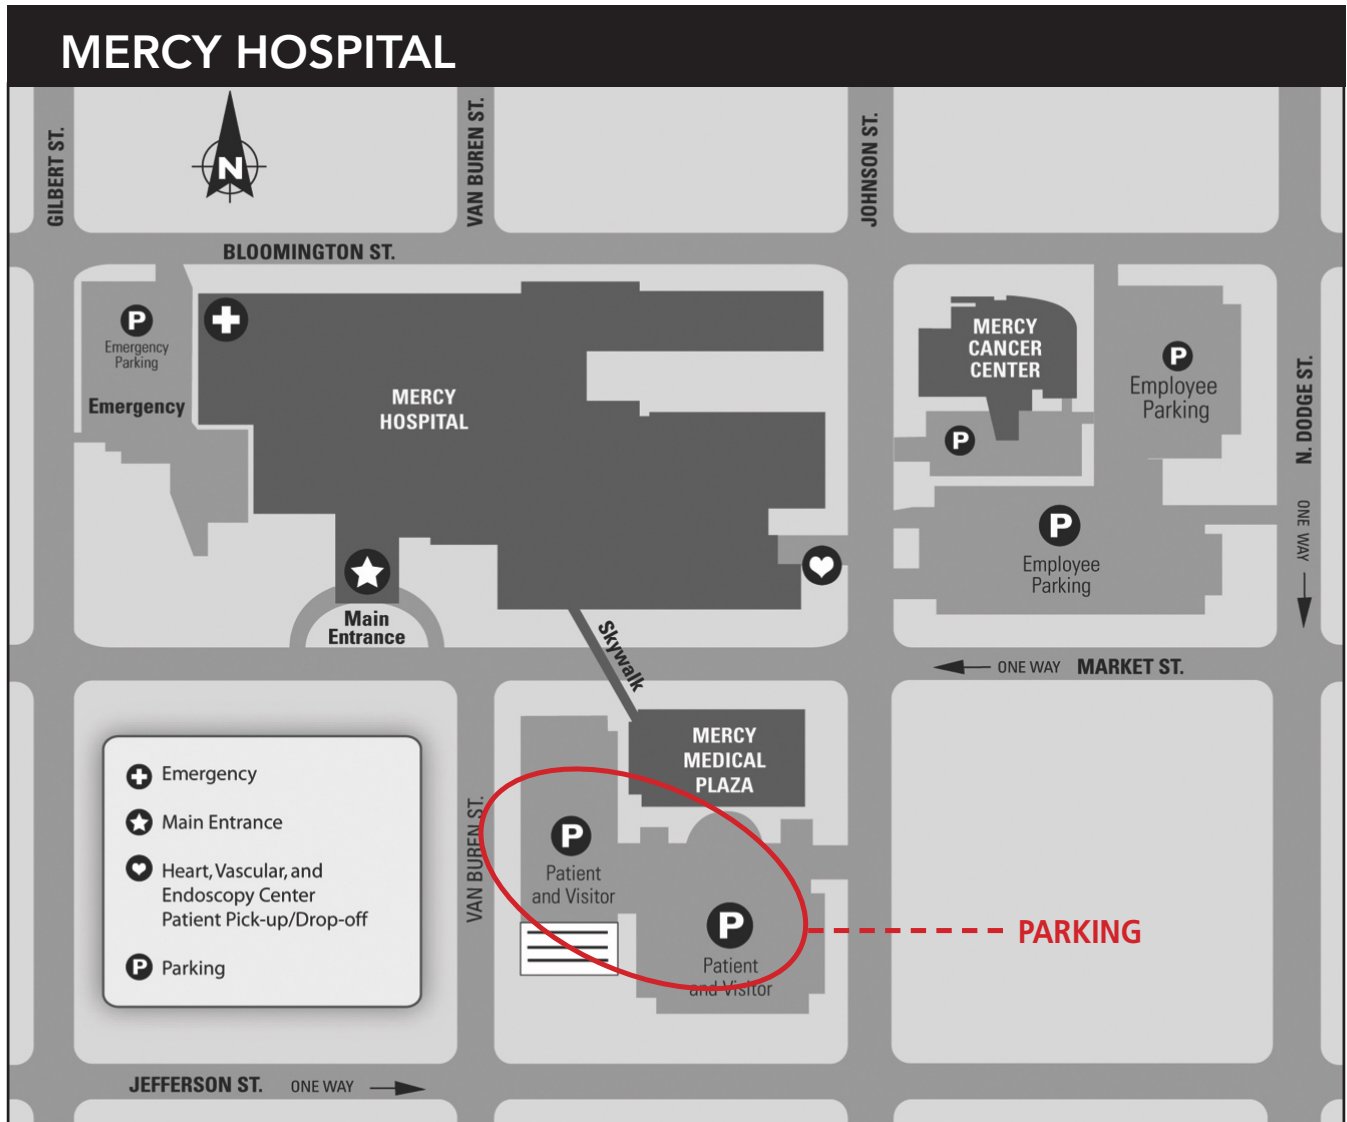 MERCY HOSPITAL
GILBERT ST.
VAN BUREN ST.
JOHNSON ST.
N
BLOOMINGTON ST.
P
Emergency
Parking
Emergency
MERCY
HOSPITAL
MERCY
CANCER
CENTER
P
Employee
Parking
P
N. DODGE ST.
ONE WAY
P
Employee
Parking
Main
Entrance
Skywalk
ONE WAY MARKET ST.
MERCY
MEDICAL
PLAZA
Emergency
Main Entrance
Heart, Vascular, and
Endoscopy Center
Patient Pick-up/Drop-off
P Parking
VAN BUREN ST.
P
Patient
and Visitor
P
Patient
and Visitor
PARKING
JEFFERSON ST. ONE WAY